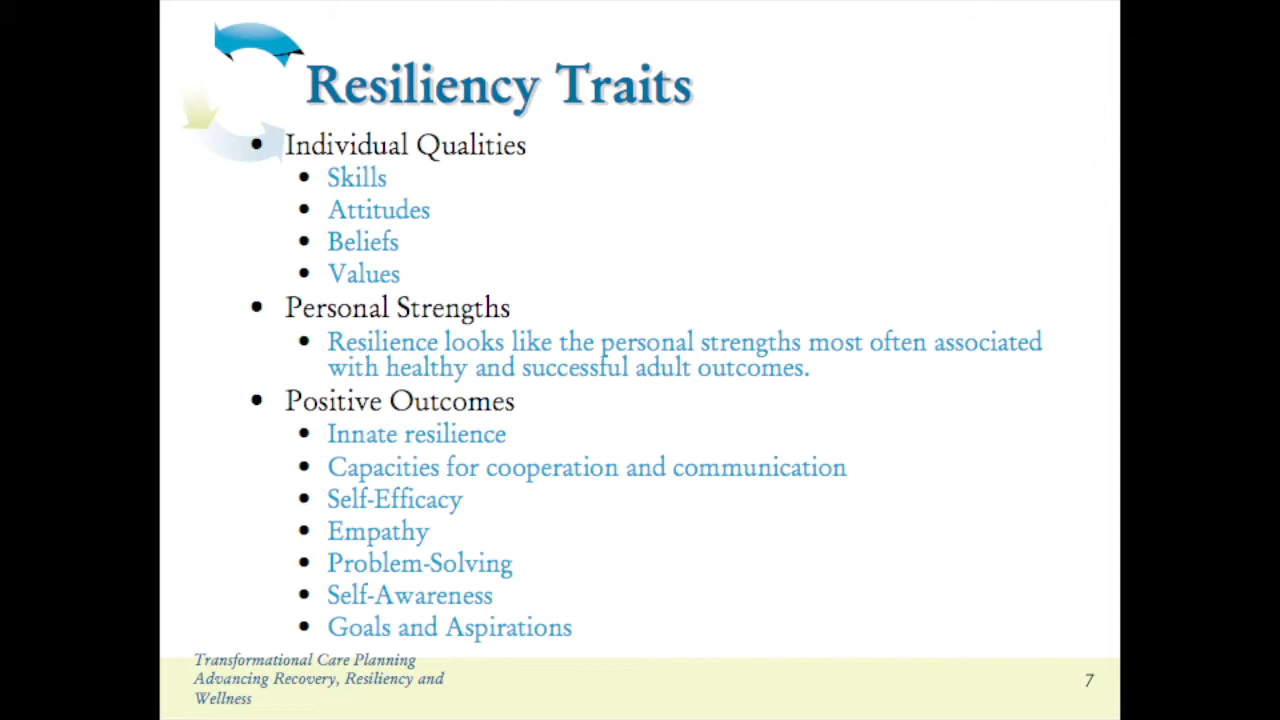 Resiliency Traits
• Individual Qualities
• Skills
• Attitudes
• Beliefs
• Values
• Personal Strengths
• Resilience looks like the personal strengths most often associated
with healthy and successful adult outcomes.
• Positive Outcomes
• Innate resilience
• Capacities for cooperation and communication
• Self-Efficacy
• Empathy
• Problem-Solving
• Self-Awareness
• Goals and Aspirations
Transformational Care Planning
Advancing Recovery, Resiliency and
Wellness
7